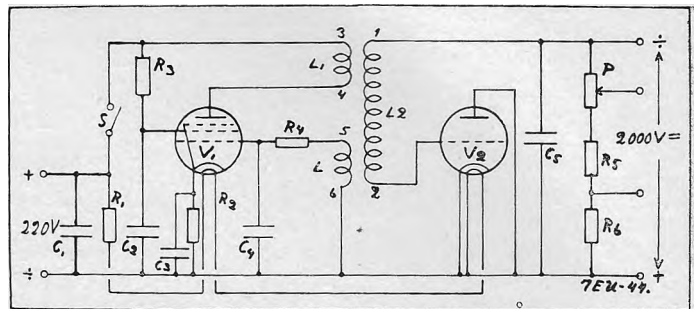 3 1 ÷
R3 L1 P
4
S V1 R4 5 L2 V2 C5 2000V=
+ L R5
R1 R2 6 2
220V C1 C2 C3 C4 R6
÷ +
7EU-44.